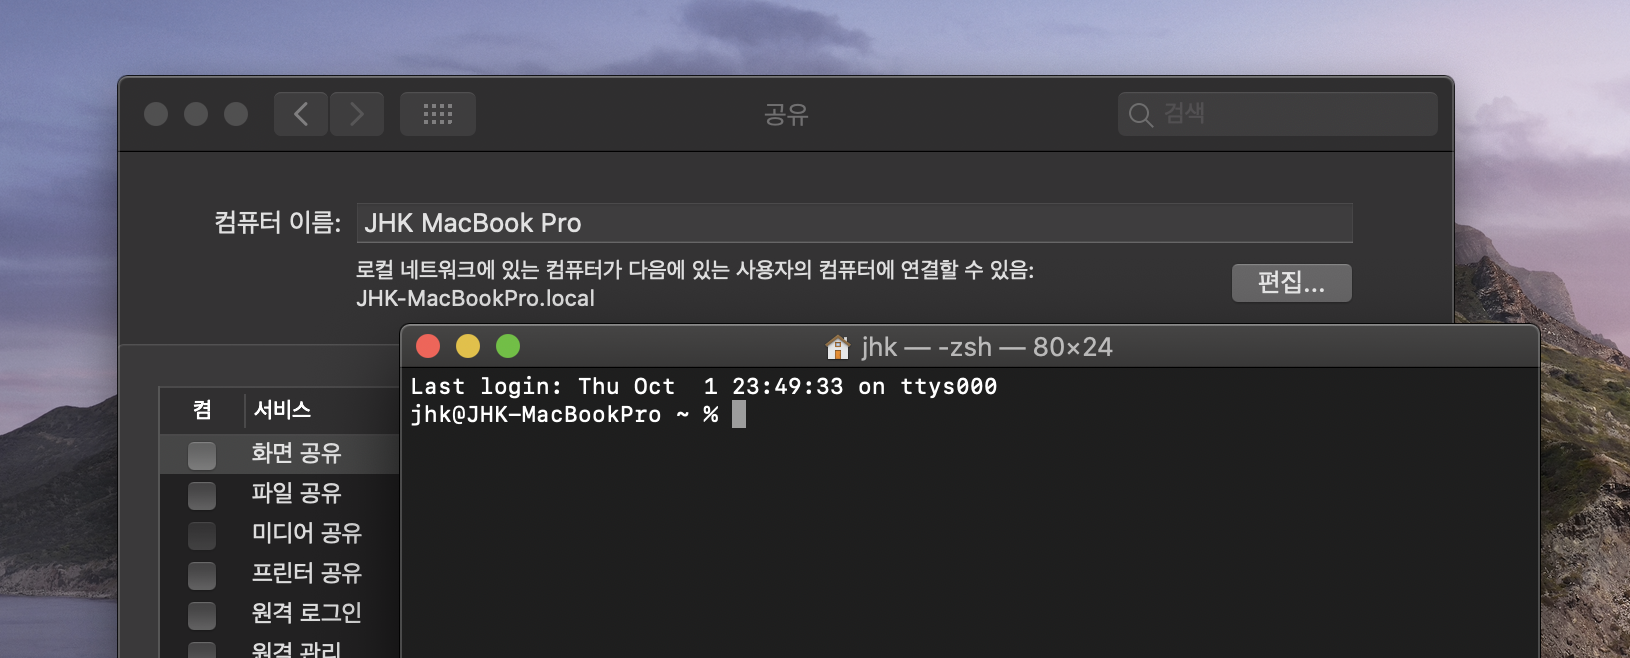 공유
검색
컴퓨터 이름: JHK MacBook Pro
로컬 네트워크에 있는 컴퓨터가 다음에 있는 사용자의 컴퓨터에 연결할 수 있음:
JHK-MacBookPro.local
편집...
켬 서비스
화면 공유
파일 공유
미디어 공유
프린터 공유
원격 로그인
원격 관리
jhk — -zsh — 80×24
Last login: Thu Oct  1 23:49:33 on ttys000
jhk@JHK-MacBookPro ~ %